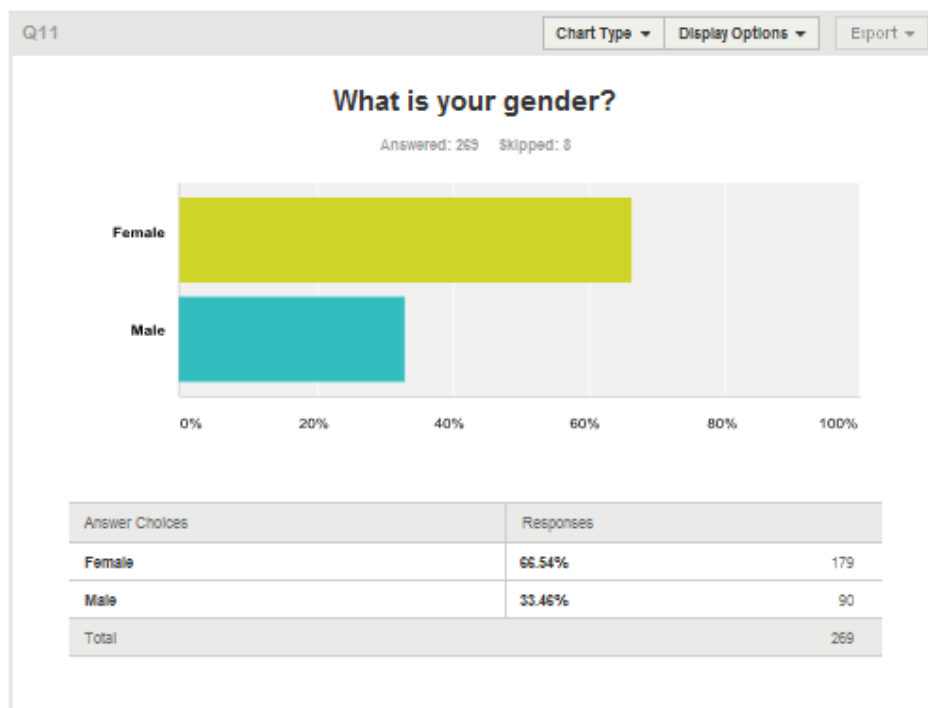 Q11 Chart Type Display Options Export
What is your gender?
Answered: 269 Skipped: 8
Female
Male
0% 20% 40% 60% 80% 100%
Answer Choices Responses
Female 66.54% 179
Male 33.46% 90
Total 269